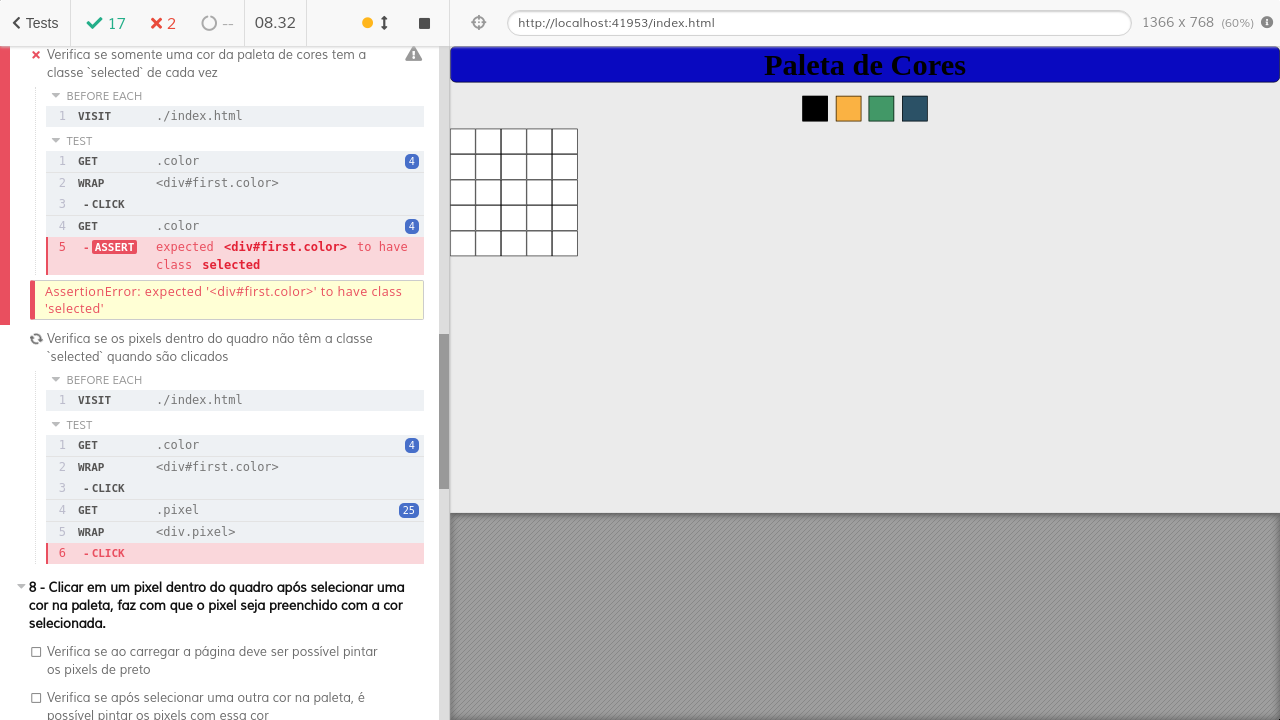 Tests 17 2 -- 08.32 http://localhost:41953/index.html 1366 x 768 (60%)
Verifica se somente uma cor da paleta de cores tem a
classe `selected` de cada vez
BEFORE EACH
1 VISIT ./index.html
TEST
1 GET .color 4
2 WRAP <div#first.color>
3 -CLICK
4 GET .color 4
5 -ASSERT expected <div#first.color> to have
class selected
AssertionError: expected '<div#first.color>' to have class
'selected'
Verifica se os pixels dentro do quadro não têm a classe
`selected` quando são clicados
BEFORE EACH
1 VISIT ./index.html
TEST
1 GET .color 4
2 WRAP <div#first.color>
3 -CLICK
4 GET .pixel 25
5 WRAP <div.pixel>
6 -CLICK
8 - Clicar em um pixel dentro do quadro após selecionar uma
cor na paleta, faz com que o pixel seja preenchido com a cor
selecionada.
Verifica se ao carregar a página deve ser possível pintar
os pixels de preto
Verifica se após selecionar uma outra cor na paleta, é
possível pintar os pixels com essa cor
Paleta de Cores